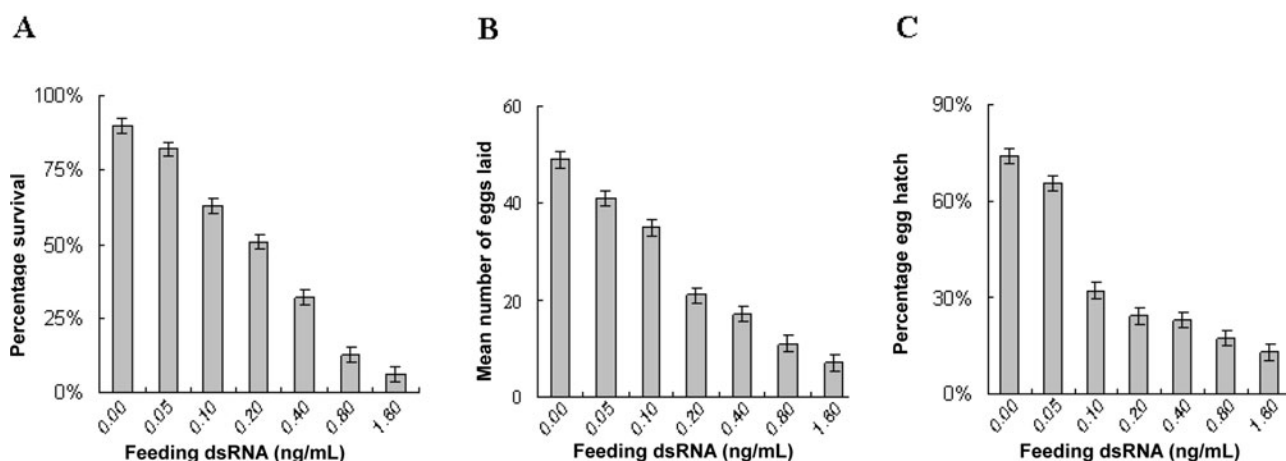 A
B
C
Percentage survival
100%
75%
50%
25%
0%
0.00 0.05 0.10 0.20 0.40 0.80 1.60
Feeding dsRNA (ng/mL)
Mean number of eggs laid
60
40
20
0
0.00 0.05 0.10 0.20 0.40 0.80 1.60
Feeding dsRNA (ng/mL)
Percentage egg hatch
90%
60%
30%
0%
0.00 0.05 0.10 0.20 0.40 0.80 1.60
Feeding dsRNA (ng/mL)